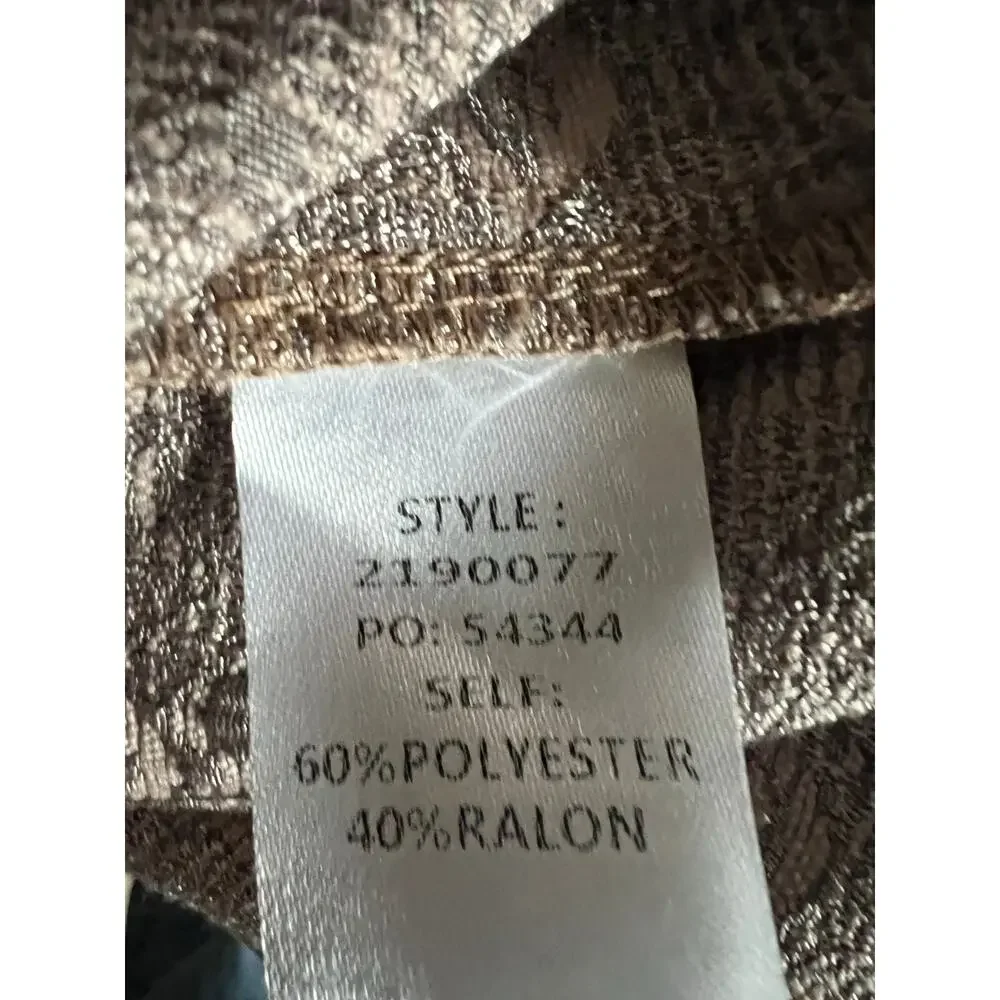 STYLE :
2190077
PO: 54344
SELF:
60%POLYESTER
40%RALON